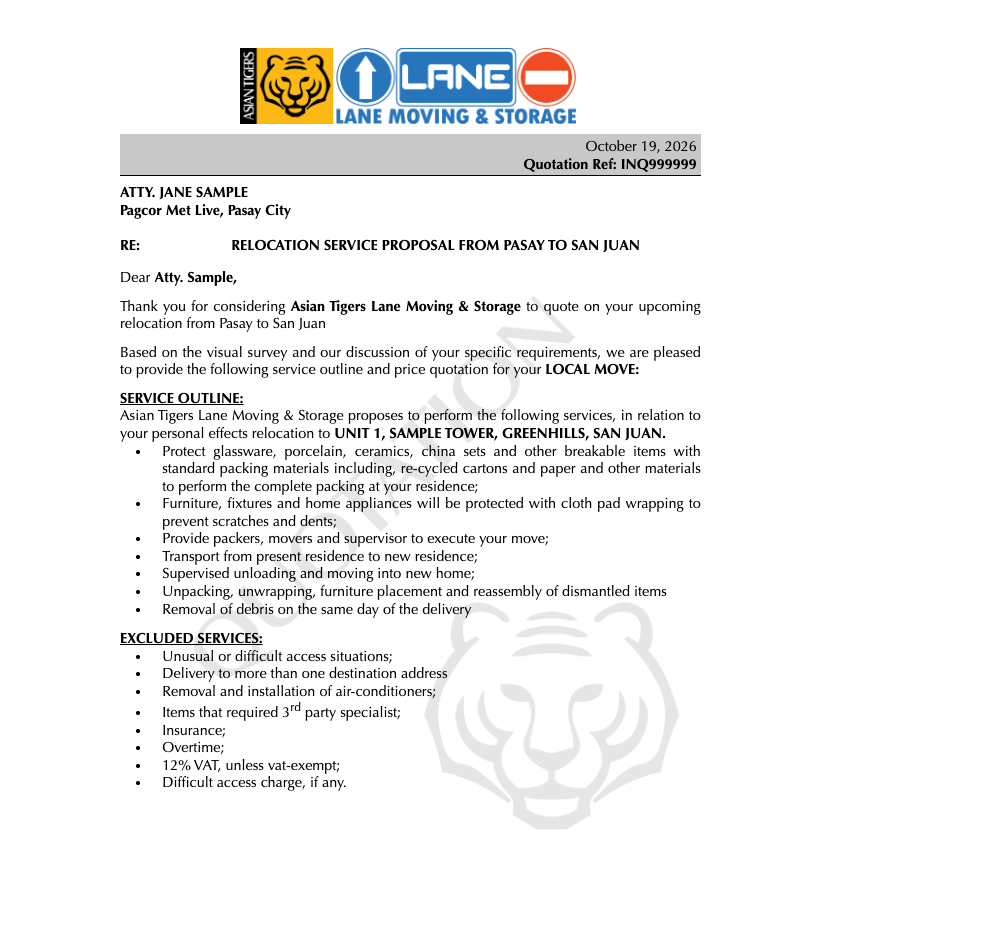 ASIAN TIGERS
LANE
LANE MOVING & STORAGE
October 19, 2026
Quotation Ref: INQ999999
ATTY. JANE SAMPLE
Pagcor Met Live, Pasay City
RE: RELOCATION SERVICE PROPOSAL FROM PASAY TO SAN JUAN
Dear Atty. Sample,
Thank you for considering Asian Tigers Lane Moving & Storage to quote on your upcoming
relocation from Pasay to San Juan
Based on the visual survey and our discussion of your specific requirements, we are pleased
to provide the following service outline and price quotation for your LOCAL MOVE:
SERVICE OUTLINE:
Asian Tigers Lane Moving & Storage proposes to perform the following services, in relation to
your personal effects relocation to UNIT 1, SAMPLE TOWER, GREENHILLS, SAN JUAN.
• Protect glassware, porcelain, ceramics, china sets and other breakable items with
standard packing materials including, re-cycled cartons and paper and other materials
to perform the complete packing at your residence;
• Furniture, fixtures and home appliances will be protected with cloth pad wrapping to
prevent scratches and dents;
• Provide packers, movers and supervisor to execute your move;
• Transport from present residence to new residence;
• Supervised unloading and moving into new home;
• Unpacking, unwrapping, furniture placement and reassembly of dismantled items
• Removal of debris on the same day of the delivery
EXCLUDED SERVICES:
• Unusual or difficult access situations;
• Delivery to more than one destination address
• Removal and installation of air-conditioners;
• Items that required 3rd party specialist;
• Insurance;
• Overtime;
• 12% VAT, unless vat-exempt;
• Difficult access charge, if any.
QUOTATION